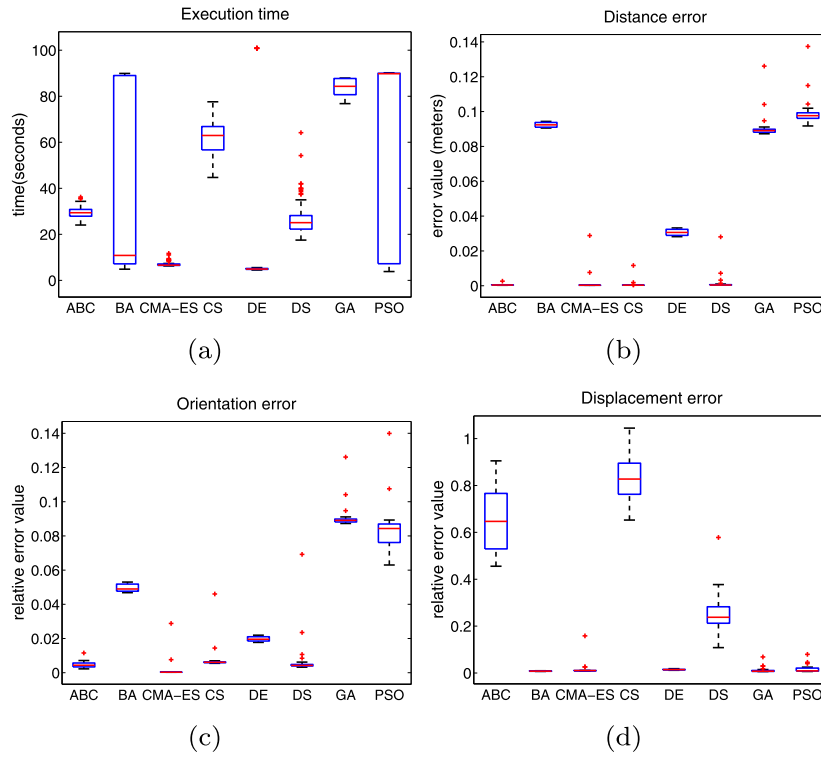 Execution time
time(seconds)
100
80
60
40
20
0
ABC BA CMA-ES CS DE DS GA PSO
(a)
Distance error
error value (meters)
0.14
0.12
0.1
0.08
0.06
0.04
0.02
0
ABC BA CMA-ES CS DE DS GA PSO
(b)
Orientation error
relative error value
0.14
0.12
0.1
0.08
0.06
0.04
0.02
0
ABC BA CMA-ES CS DE DS GA PSO
(c)
Displacement error
relative error value
1
0.8
0.6
0.4
0.2
0
ABC BA CMA-ES CS DE DS GA PSO
(d)